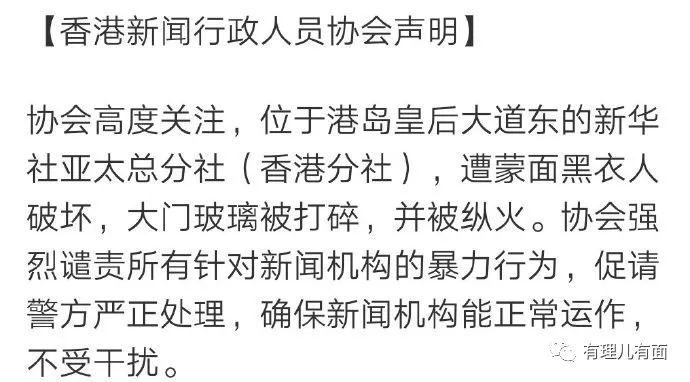 【香港新闻行政人员协会声明】
协会高度关注，位于港岛皇后大道东的新华
社亚太总分社（香港分社），遭蒙面黑衣人
破坏，大门玻璃被打碎，并被纵火。协会强
烈谴责所有针对新闻机构的暴力行为，促请
警方严正处理，确保新闻机构能正常运作，
不受干扰。
有理儿有面